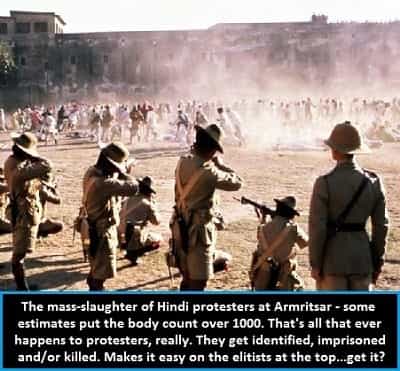 The mass-slaughter of Hindi protesters at Armritsar - some
estimates put the body count over 1000. That's all that ever
happens to protesters, really. They get identified, imprisoned
and/or killed. Makes it easy on the elitists at the top...get it?